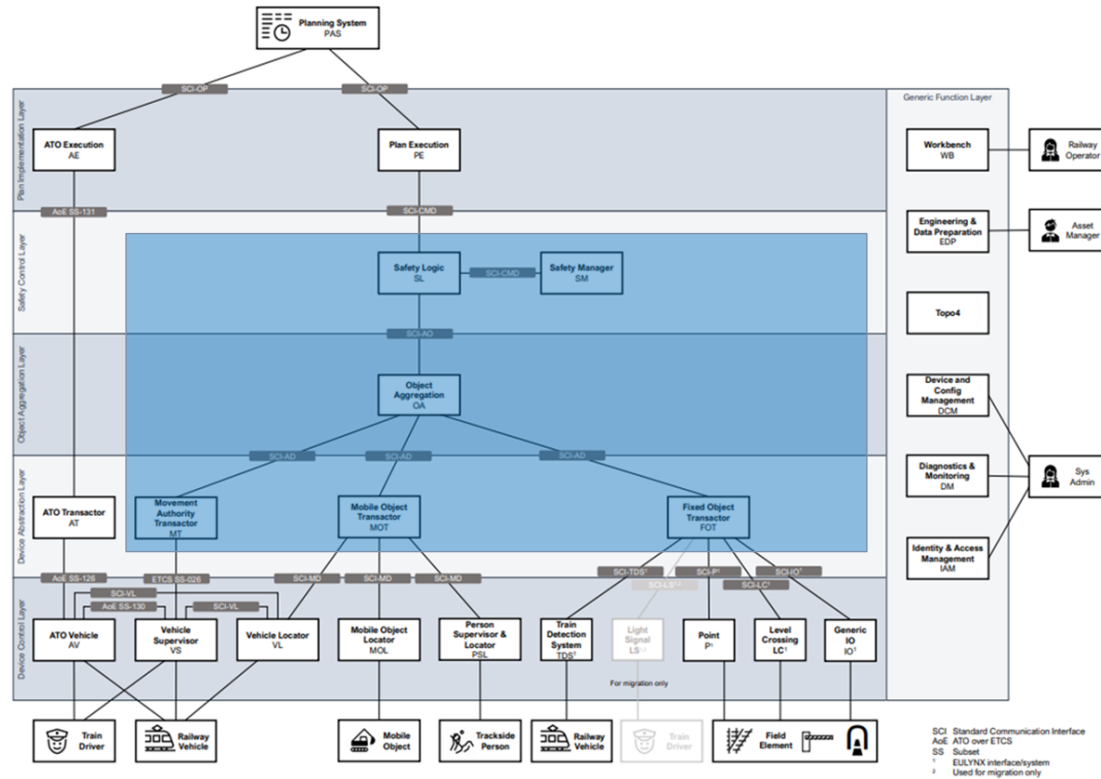 Planning System
PAS
SCI-OP
SCI-OP
Plan Implementation Layer
Generic Function Layer
ATO Execution
AE
Plan Execution
PE
Workbench
WB
Railway
Operator
AoE SS-131
SCI-CMD
Safety Control Layer
Engineering &
Data Preparation
EDP
Asset
Manager
Safety Logic
SL
SCI-CMD
Safety Manager
SM
Topo4
SCI-AO
Object Aggregation Layer
Object
Aggregation
OA
Device and
Config
Management
DCM
SCI-AD
SCI-AD
SCI-AD
Device Abstraction Layer
Diagnostics &
Monitoring
DM
Sys
Admin
ATO Transactor
AT
Movement
Authority
Transactor
MT
Mobile Object
Transactor
MOT
Fixed Object
Transactor
FOT
Identity & Access
Management
IAM
AoE SS-126
ETCS SS-026
SCI-MD
SCI-MD
SCI-MD
SCI-TDS¹
SCI-LS¹,²
SCI-P¹
SCI-LC¹
SCI-IO¹
Device Control Layer
SCI-VL
AoE SS-130
SCI-VL
ATO Vehicle
AV
Vehicle
Supervisor
VS
Vehicle Locator
VL
Mobile Object
Locator
MOL
Person
Supervisor &
Locator
PSL
Train
Detection
System
TDS¹
Light
Signal
LS¹,²
Point
P¹
Level
Crossing
LC¹
Generic
IO
IO¹
For migration only
Train
Driver
Railway
Vehicle
Mobile
Object
Trackside
Person
Railway
Vehicle
Train
Driver
Field
Element
SCI Standard Communication Interface
AoE ATO over ETCS
SS Subset
¹ EULYNX interface/system
² Used for migration only